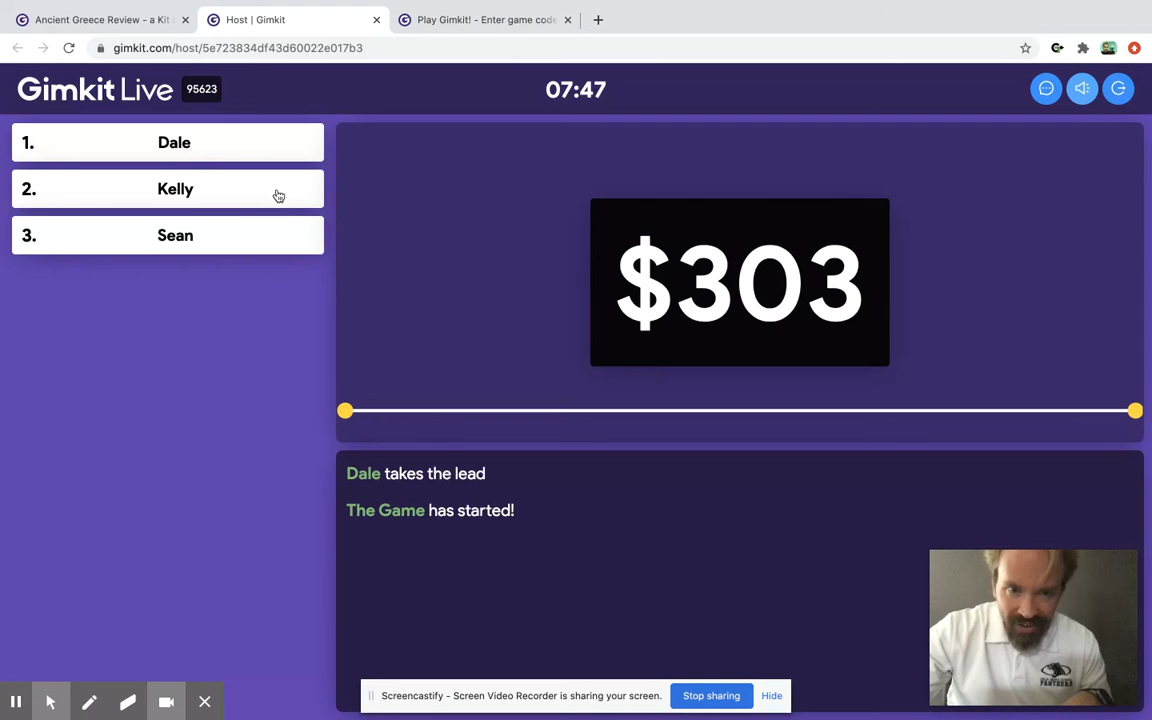 Ancient Greece Review - a Kit
Host | Gimkit
Play Gimkit! - Enter game code
gimkit.com/host/5e723834df43d60022e017b3
Gimkit Live
95623
07:47
1. Dale
2. Kelly
3. Sean
$303
Dale takes the lead
The Game has started!
Screencastify - Screen Video Recorder is sharing your screen.
Stop sharing
Hide